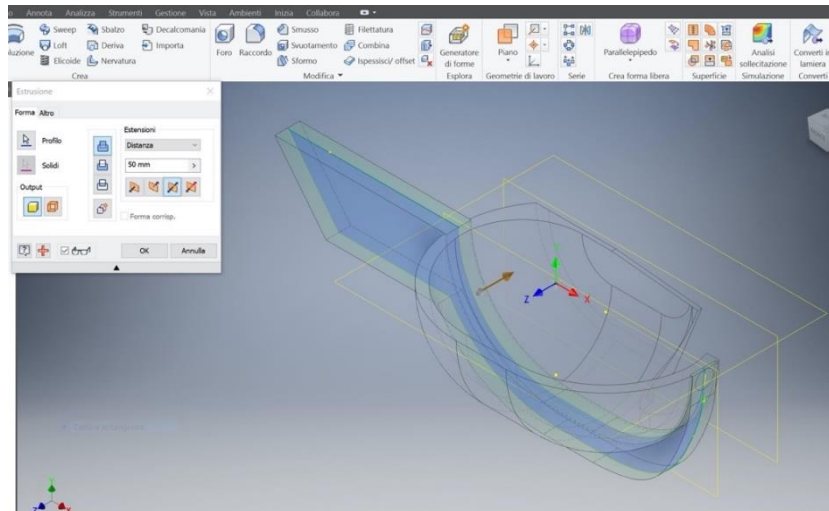 Annota Analizza Strumenti Gestione Vista Ambienti Inizia Collabora
Sweep Sbalzo Decalcomania
Loft Deriva Importa
Elicoide Nervatura
Crea
Foro Raccordo
Smusso Filettatura
Svuotamento Combina
Sformo Ispessisci/ offset
Modifica
Generatore di forme
Esplora
Piano
Geometrie di lavoro
Serie
Parallelepipedo
Crea forma libera
Superficie
Analisi sollecitazione
Simulazione
Converti in lamiera
Converti
Estrusione
Forma Altro
Profilo
Solidi
Output
Estensioni
Distanza
50 mm
Forma corrisp.
OK Annulla
Y
Z X